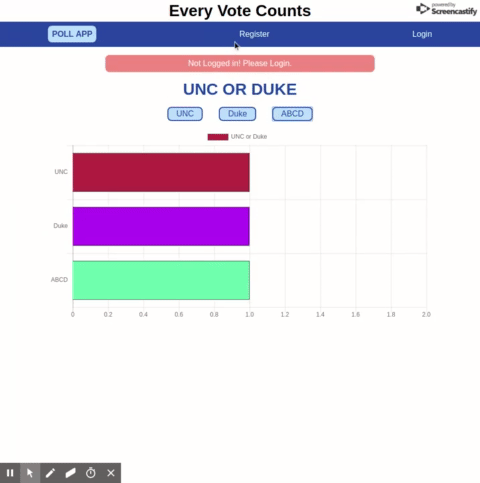 Every Vote Counts
powered by
Screencastify
POLL APP
Register
Login
Not Logged in! Please Login.
UNC OR DUKE
UNC
Duke
ABCD
UNC or Duke
UNC
Duke
ABCD
0 0.2 0.4 0.6 0.8 1.0 1.2 1.4 1.6 1.8 2.0